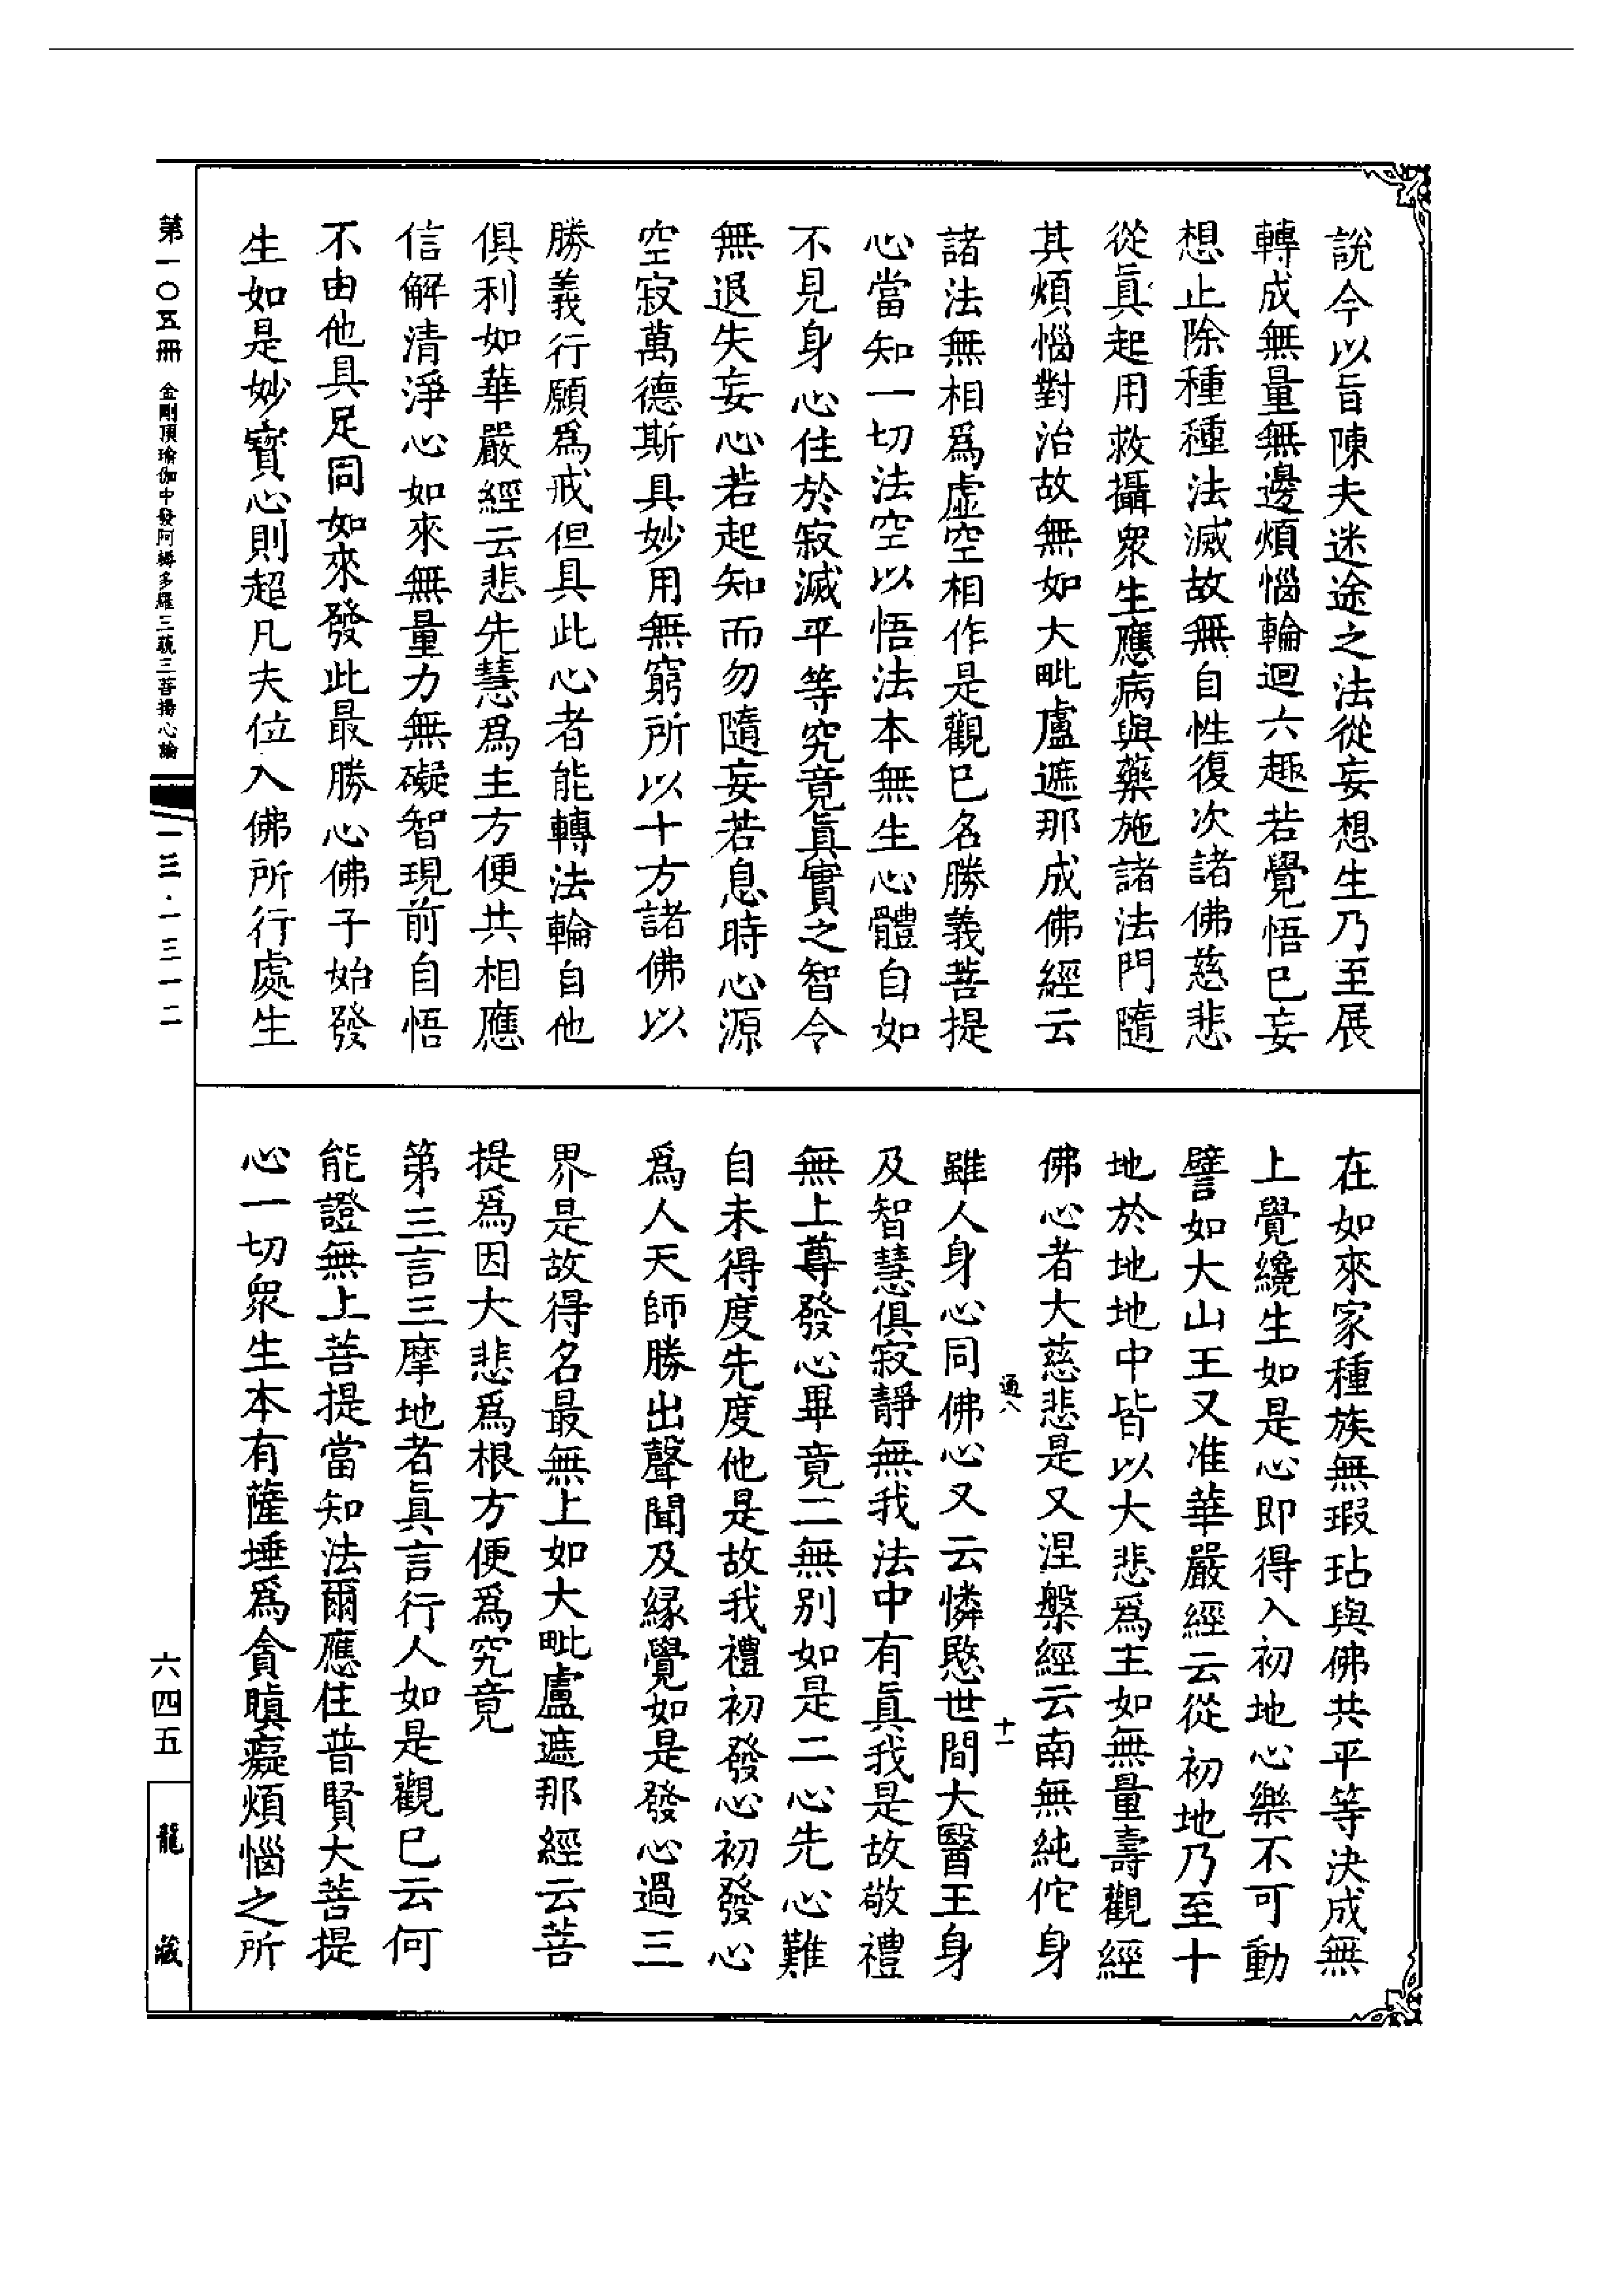 說今以旨陳夫迷途之法從妄想生乃至展
轉成無量無邊煩惱輪迴六趣若覺悟已妄
想止除種種法滅故無自性復次諸佛慈悲
從眞起用救攝衆生應病與藥施諸法門隨
其煩惱對治故無如大毗盧遮那成佛經云
諸法無相爲虛空相作是觀已名勝義菩提
心當知一切法空以悟法本無生心體自如
不見身心住於寂滅平等究竟眞實之智令
無退失妄心若起知而勿隨妄若息時心源
空寂萬德斯具妙用無窮所以十方諸佛以
勝義行願爲戒但具此心者能轉法輪自他
俱利如華嚴經云悲先慧爲主方便共相應
信解清淨心如來無量力無礙智現前自悟
不由他具足同如來發此最勝心佛子始發
生如是妙寶心則超凡夫位入佛所行處生
在如來家種族無瑕玷與佛共平等決成無
上覺纔生如是心即得入初地心樂不可動
譬如大山王又准華嚴經云從初地乃至十
地於地地中皆以大悲爲主如無量壽觀經
佛心者大慈悲是又涅槃經云南無純佗身
通八
十一
雖人身心同佛心又云憐愍世間大醫王身
及智慧俱寂靜無我法中有眞我是故敬禮
無上尊發心畢竟二無別如是二心先心難
自未得度先度他是故我禮初發心初發心
爲人天師勝出聲聞及緣覺如是發心過三
界是故得名最無上如大毗盧遮那經云菩
提爲因大悲爲根方便爲究竟
第三言三摩地者眞言行人如是觀已云何
能證無上菩提當知法爾應住普賢大菩提
心一切衆生本有薩埵爲貪瞋癡煩惱之所
第一〇五冊
金剛頂瑜伽中發阿耨多羅三藐三菩提心論
一三·一三一二
六四五
龍藏